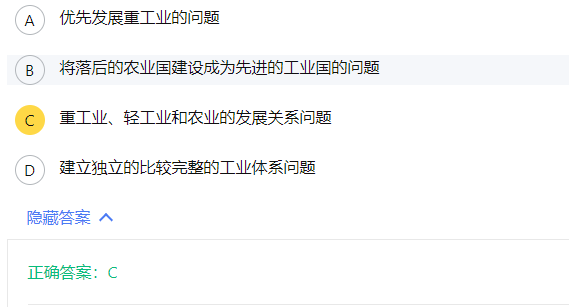 A 优先发展重工业的问题
B 将落后的农业国建设成为先进的工业国的问题
C 重工业、轻工业和农业的发展关系问题
D 建立独立的比较完整的工业体系问题
隐藏答案
正确答案：C